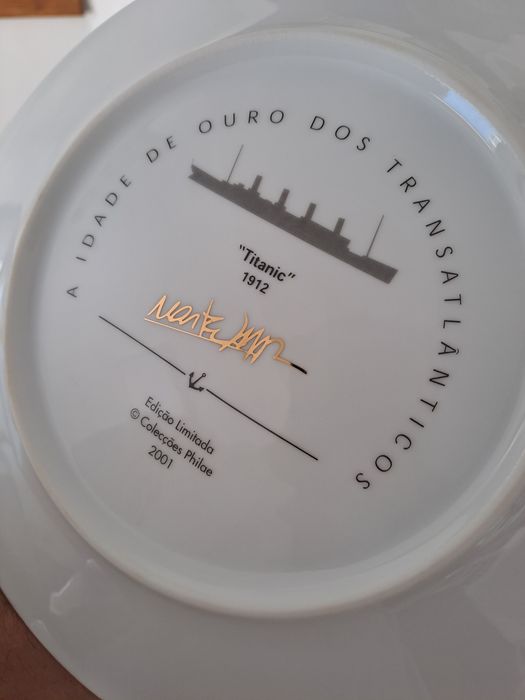 A IDADE DE OURO DOS TRANSATLÂNTICOS
"Titanic"
1912
Edição Limitada
© Colecções Philae
2001